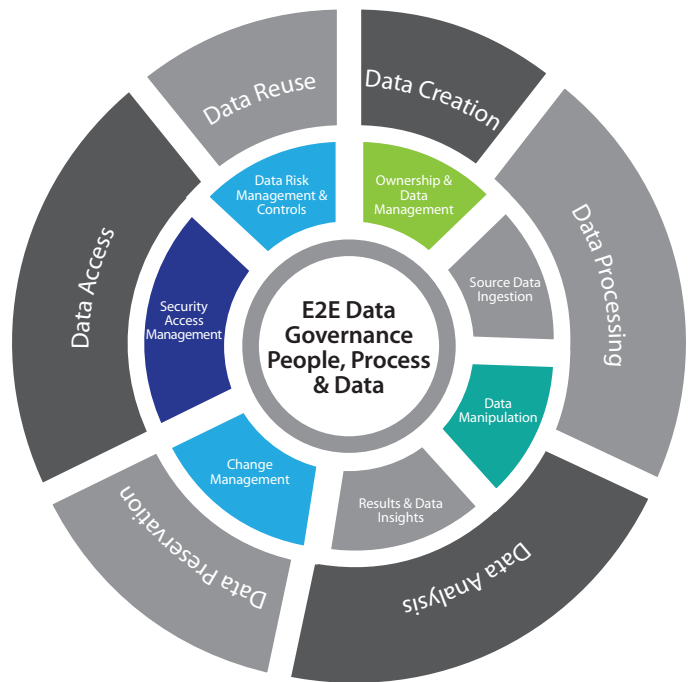 Data Creation
Data Processing
Data Analysis
Data Preservation
Data Access
Data Reuse
Ownership &
Data
Management
Source Data
Ingestion
Data
Manipulation
Results & Data
Insights
Change
Management
Security
Access
Management
Data Risk
Management &
Controls
E2E Data
Governance
People, Process
& Data